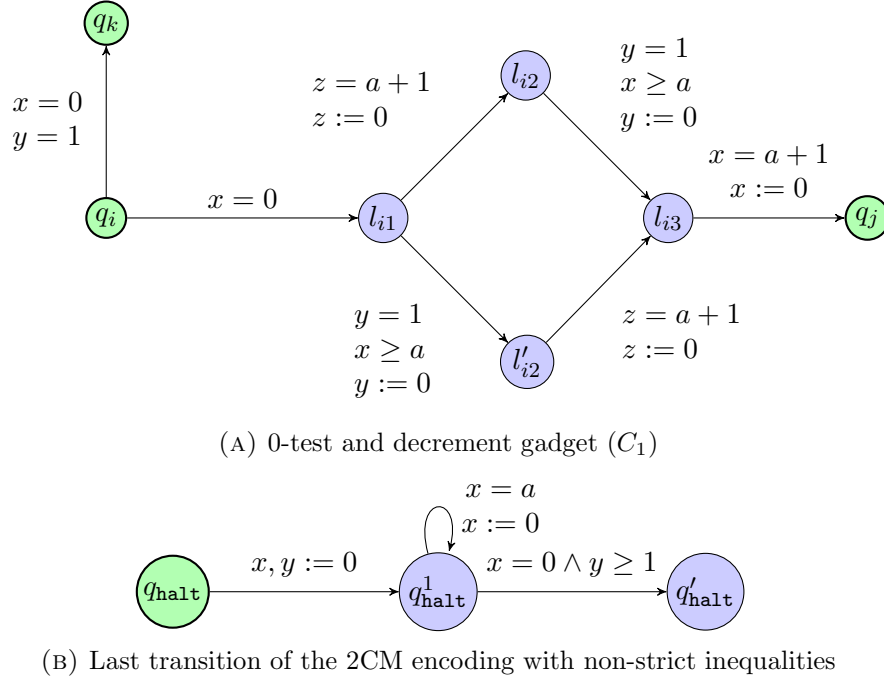 q_k
z = a + 1
z := 0
l_{i2}
y = 1
x ≥ a
y := 0
x = 0
y = 1
q_i
x = 0
l_{i1}
l_{i3}
x = a + 1
x := 0
q_j
y = 1
x ≥ a
y := 0
l'_{i2}
z = a + 1
z := 0
(A) 0-test and decrement gadget (C_1)
x = a
x := 0
q_halt
x, y := 0
q^1_halt
x = 0 ∧ y ≥ 1
q'_halt
(B) Last transition of the 2CM encoding with non-strict inequalities